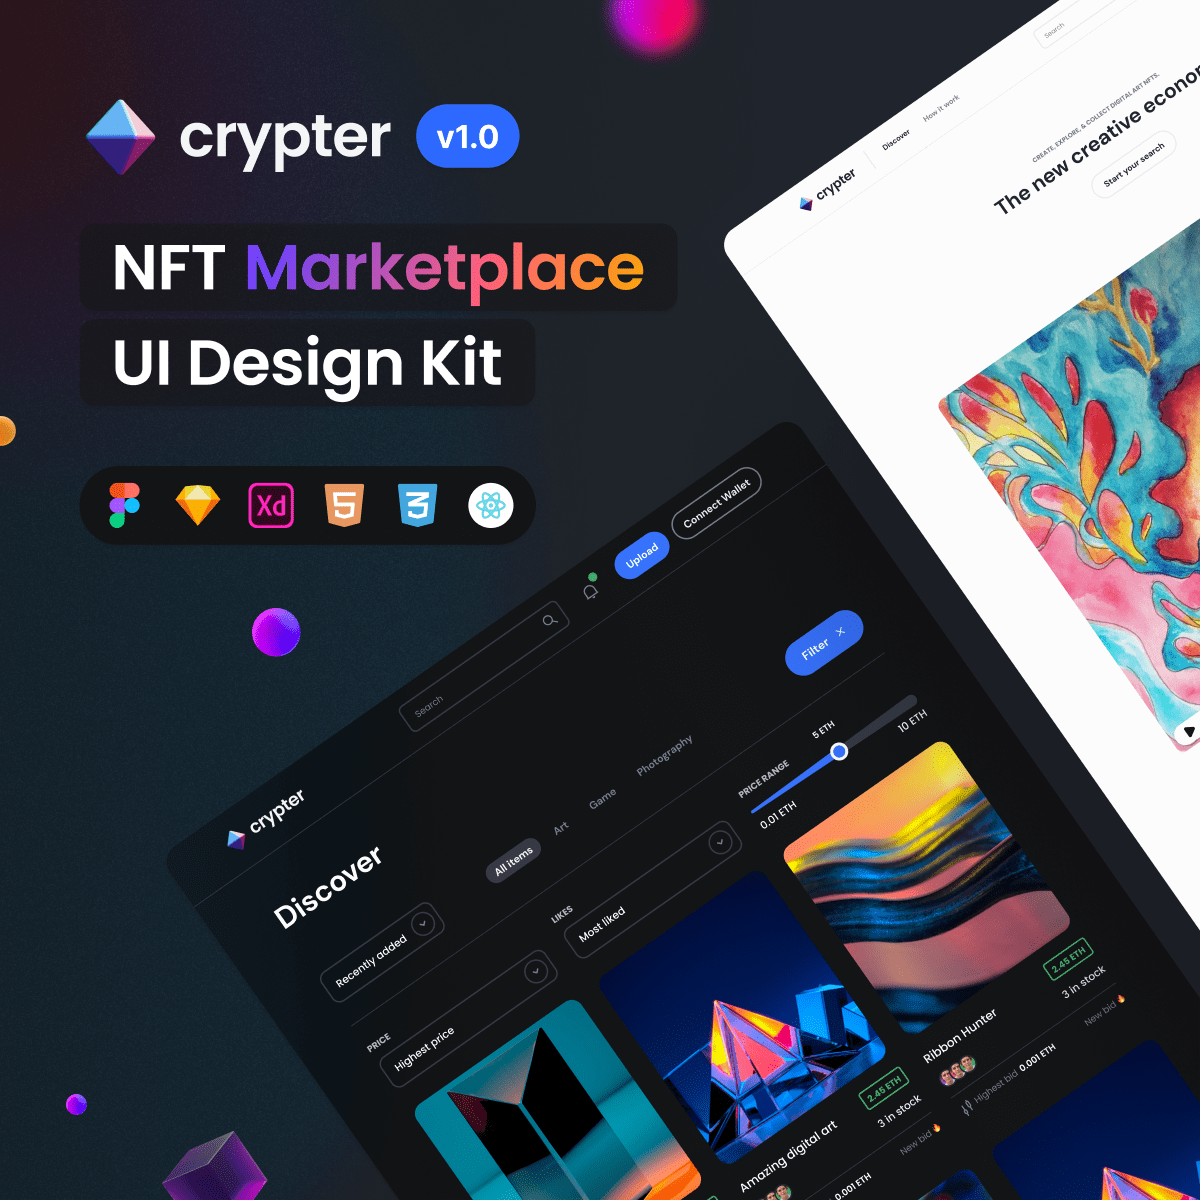 crypter
v1.0
NFT Marketplace
UI Design Kit
Xd
5
3
Search
crypter
Discover
How it work
CREATE, EXPLORE, & COLLECT DIGITAL ART NFTS.
The new creative econo
Start your search
crypter
Search
Upload
Connect Wallet
Discover
All items
Art
Game
Photography
Filter
Recently added
LIKES
Most liked
PRICE RANGE
5 ETH
0.01 ETH
10 ETH
PRICE
Highest price
Ribbon Hunter
2.45 ETH
3 in stock
Highest bid 0.001 ETH
New bid
Amazing digital art
2.45 ETH
3 in stock
0.001 ETH
New bid